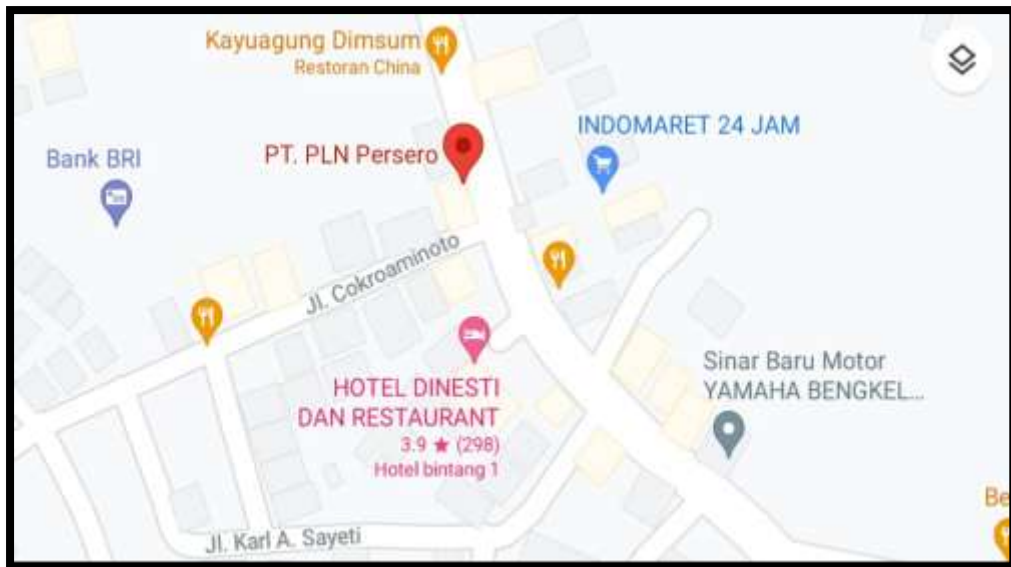 Kayuagung Dimsum
Restoran China
INDOMARET 24 JAM
PT. PLN Persero
Bank BRI
Jl. Cokroaminoto
Sinar Baru Motor
YAMAHA BENGKEL...
HOTEL DINESTI
DAN RESTAURANT
3.9 ★ (298)
Hotel bintang 1
Be
Jl. Karl A. Sayeti